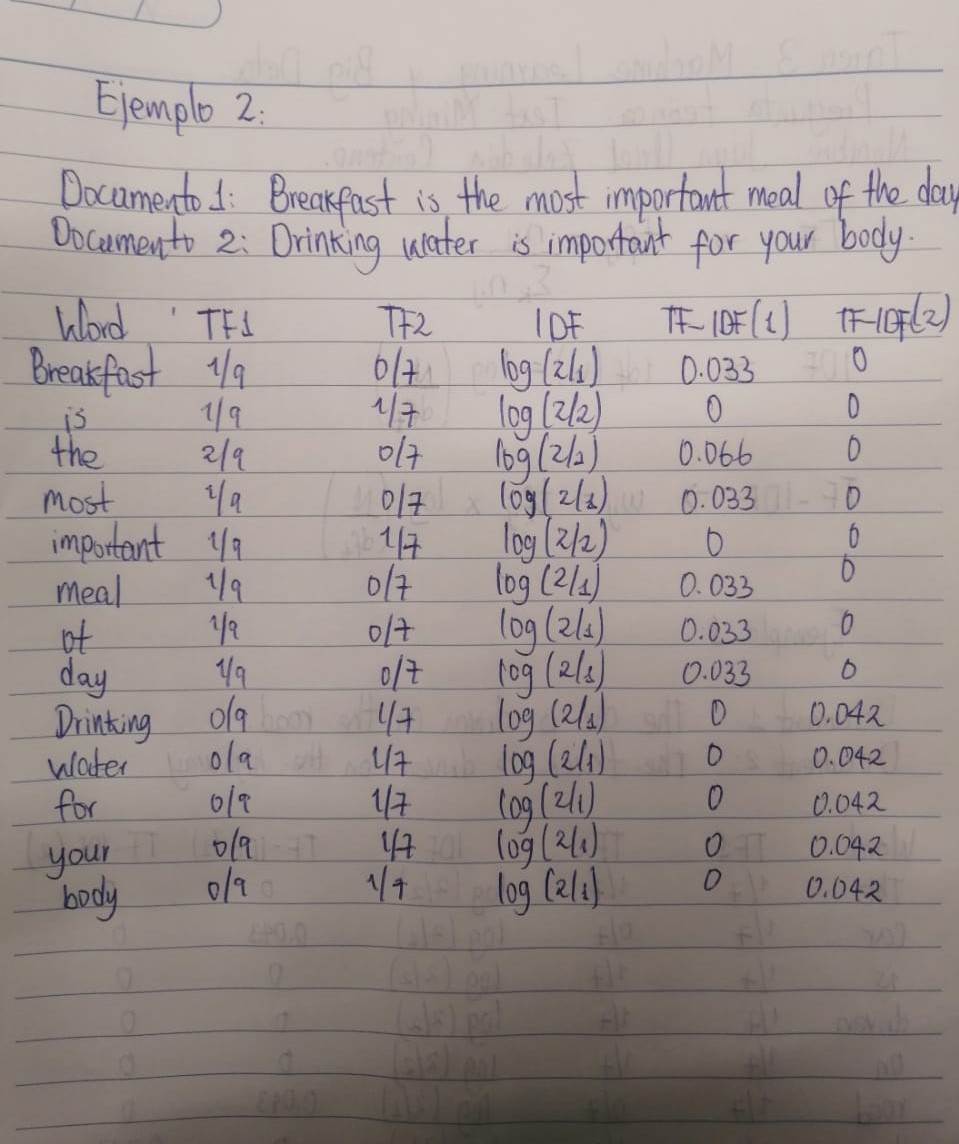 Ejemplo 2:
Documento 1: Breakfast is the most important meal of the day
Documento 2: Drinking water is important for your body.
Word TF1 TF2 IDF TF-IDF(1) TF-IDF(2)
Breakfast 1/9 0/7 log(2/1) 0.033 0
is 1/9 1/7 log(2/2) 0 0
the 2/9 0/7 log(2/1) 0.066 0
most 1/9 0/7 log(2/1) 0.033 0
important 1/9 1/7 log(2/2) 0 0
meal 1/9 0/7 log(2/1) 0.033 0
of 1/9 0/7 log(2/1) 0.033 0
day 1/9 0/7 log(2/1) 0.033 0
Drinking 0/9 1/7 log(2/1) 0 0.042
Water 0/9 1/7 log(2/1) 0 0.042
for 0/9 1/7 log(2/1) 0 0.042
your 0/9 1/7 log(2/1) 0 0.042
body 0/9 1/7 log(2/1) 0 0.042